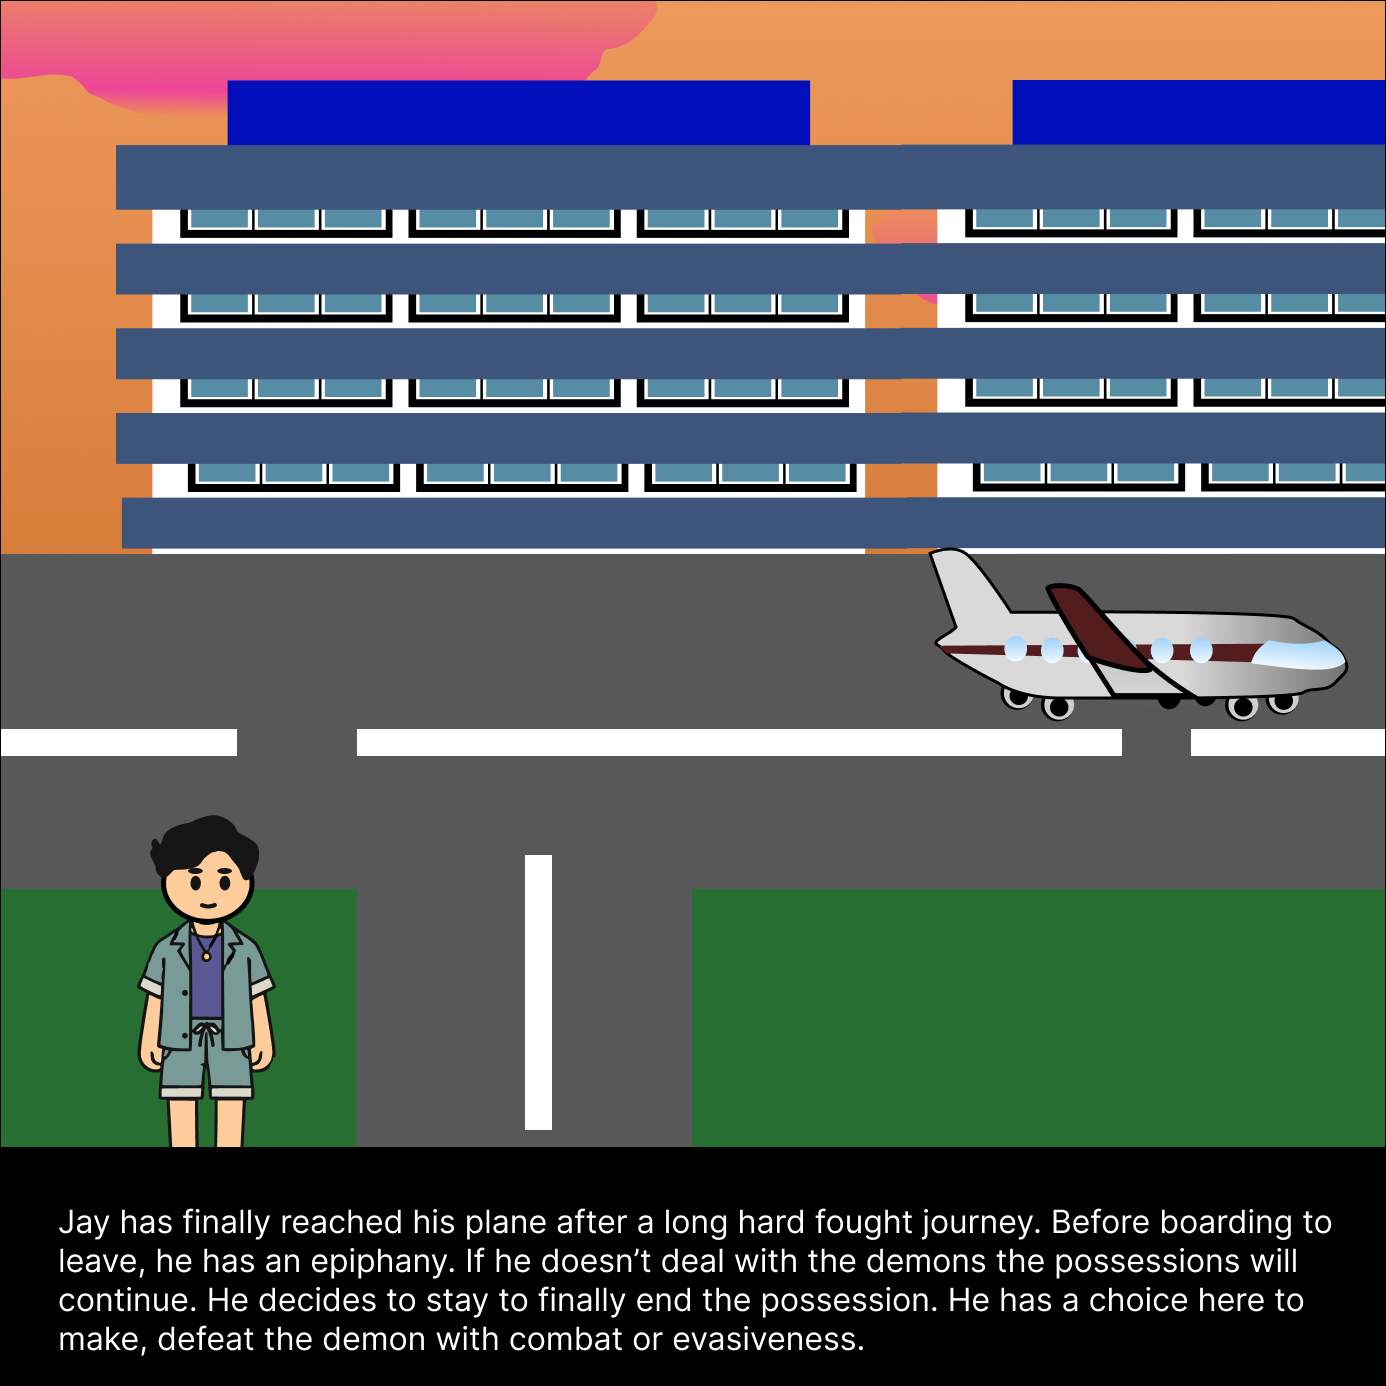 Jay has finally reached his plane after a long hard fought journey. Before boarding to
leave, he has an epiphany. If he doesn’t deal with the demons the possessions will
continue. He decides to stay to finally end the possession. He has a choice here to
make, defeat the demon with combat or evasiveness.